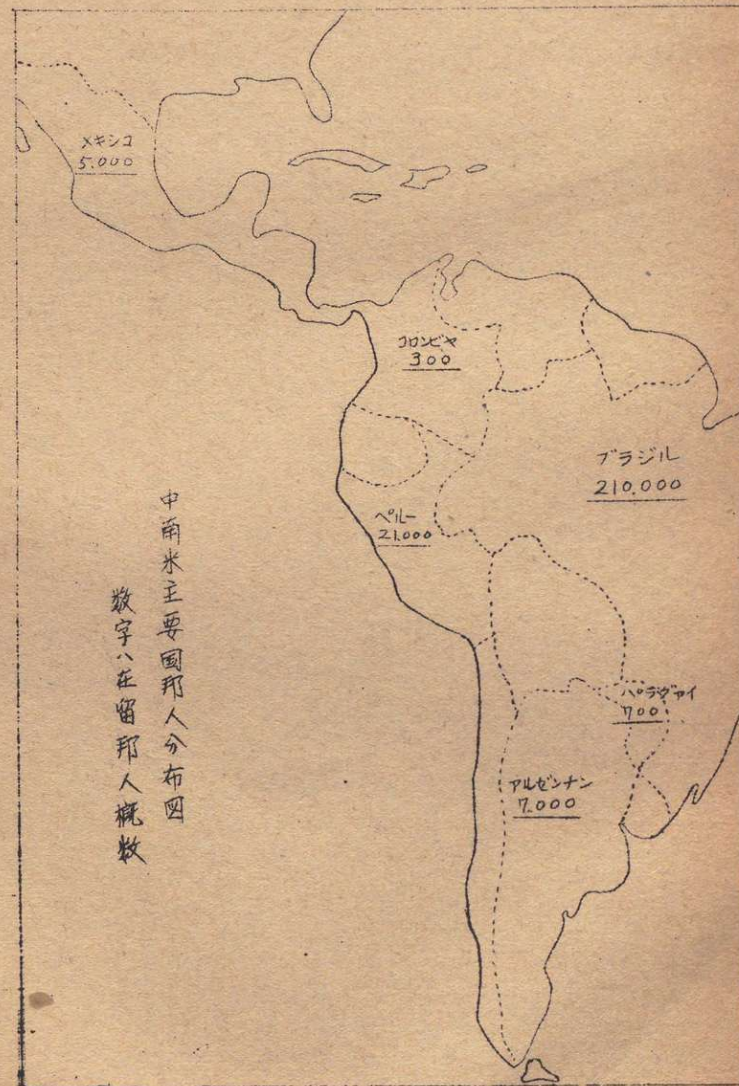 メキシコ
5.000
コロンビヤ
300
ブラジル
210.000
ペルー
21.000
パラグァイ
700
アルゼンチン
7.000
中南米主要国邦人分布図
数字ハ在留邦人概数